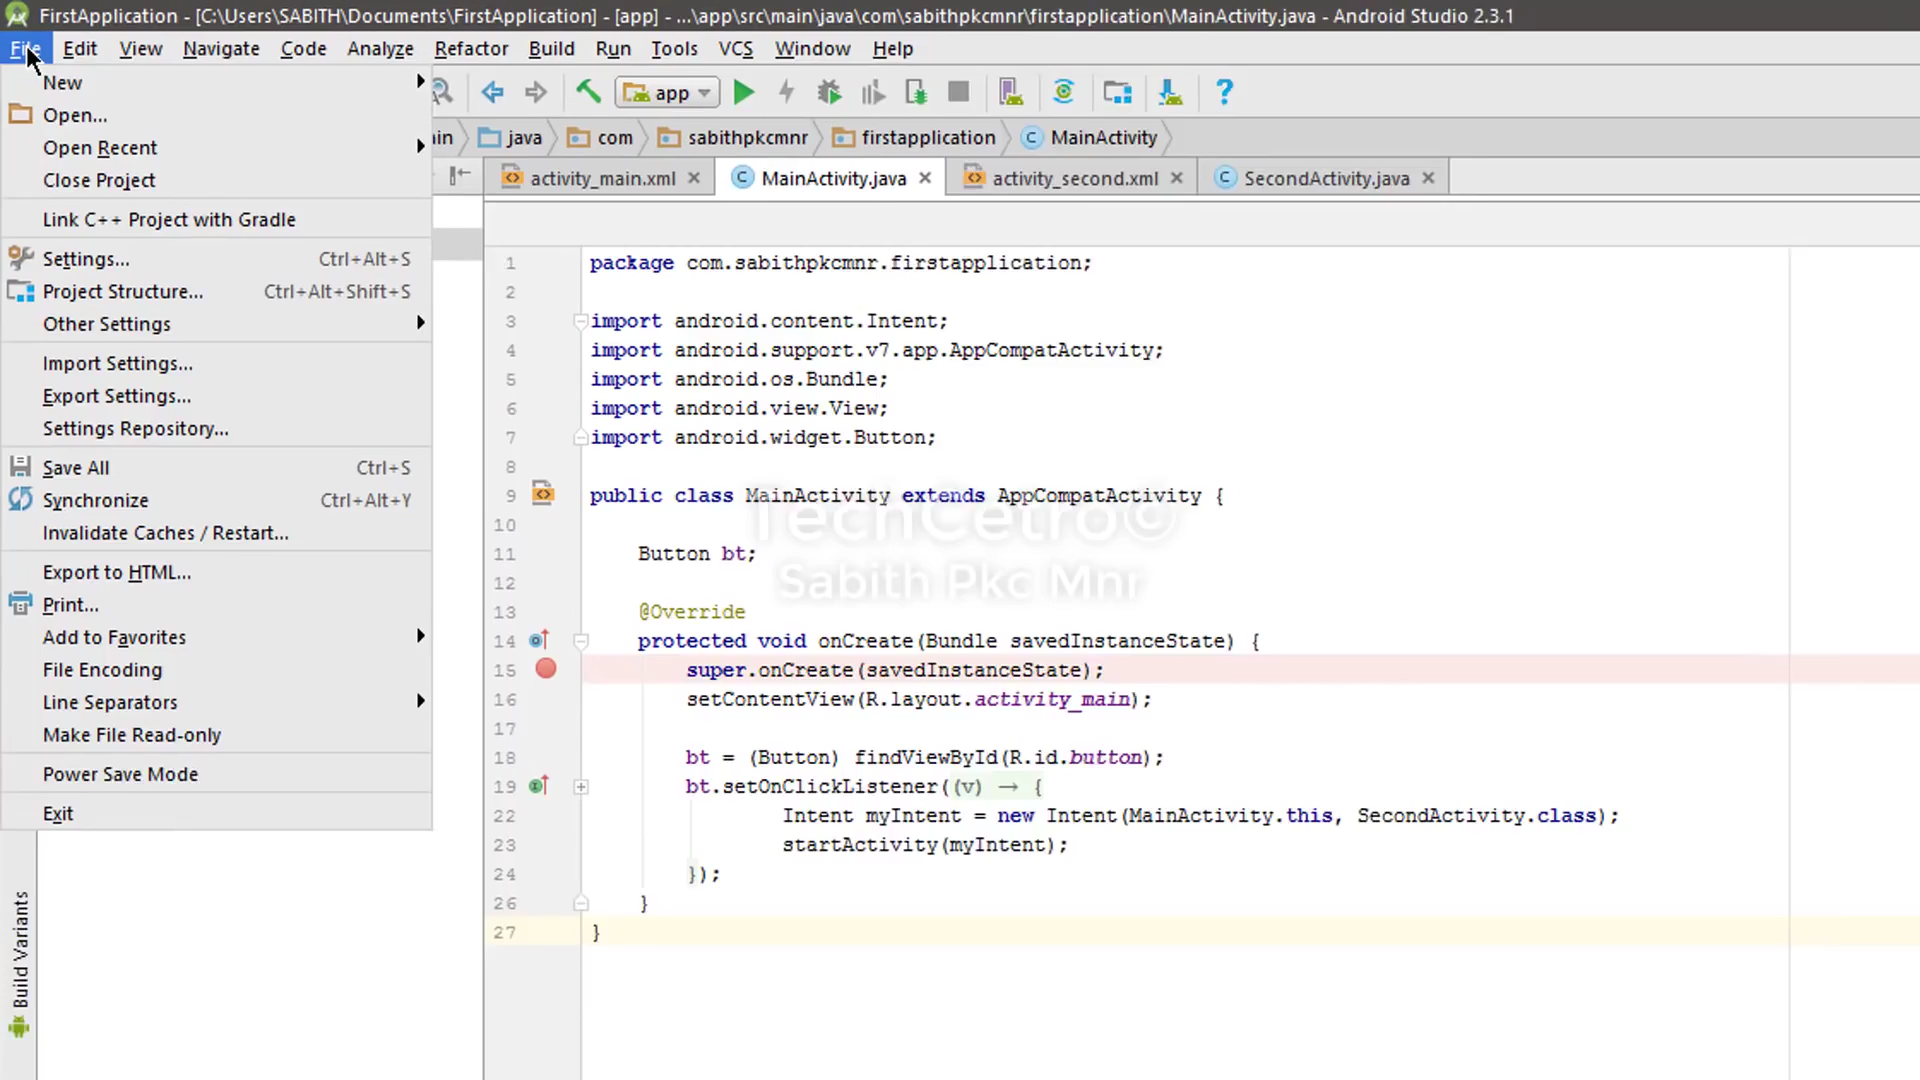 FirstApplication - [C:\Users\SABITH\Documents\FirstApplication] - [app] - ...\app\src\main\java\com\sabithpkcmnr\firstapplication\MainActivity.java - Android Studio 2.3.1
File Edit View Navigate Code Analyze Refactor Build Run Tools VCS Window Help
New
Open...
Open Recent
Close Project
Link C++ Project with Gradle
Settings... Ctrl+Alt+S
Project Structure... Ctrl+Alt+Shift+S
Other Settings
Import Settings...
Export Settings...
Settings Repository...
Save All Ctrl+S
Synchronize Ctrl+Alt+Y
Invalidate Caches / Restart...
Export to HTML...
Print...
Add to Favorites
File Encoding
Line Separators
Make File Read-only
Power Save Mode
Exit
Build Variants
app ?
in java com sabithpkcmnr firstapplication C MainActivity
activity_main.xml C MainActivity.java activity_second.xml C SecondActivity.java
1 package com.sabithpkcmnr.firstapplication;
2
3 import android.content.Intent;
4 import android.support.v7.app.AppCompatActivity;
5 import android.os.Bundle;
6 import android.view.View;
7 import android.widget.Button;
8
9 public class MainActivity extends AppCompatActivity {
10
11 Button bt;
12
13 @Override
14 protected void onCreate(Bundle savedInstanceState) {
15 super.onCreate(savedInstanceState);
16 setContentView(R.layout.activity_main);
17
18 bt = (Button) findViewById(R.id.button);
19 bt.setOnClickListener((v) → {
22 Intent myIntent = new Intent(MainActivity.this, SecondActivity.class);
23 startActivity(myIntent);
24 });
26 }
27 }
TechCetro©
Sabith Pkc Mnr